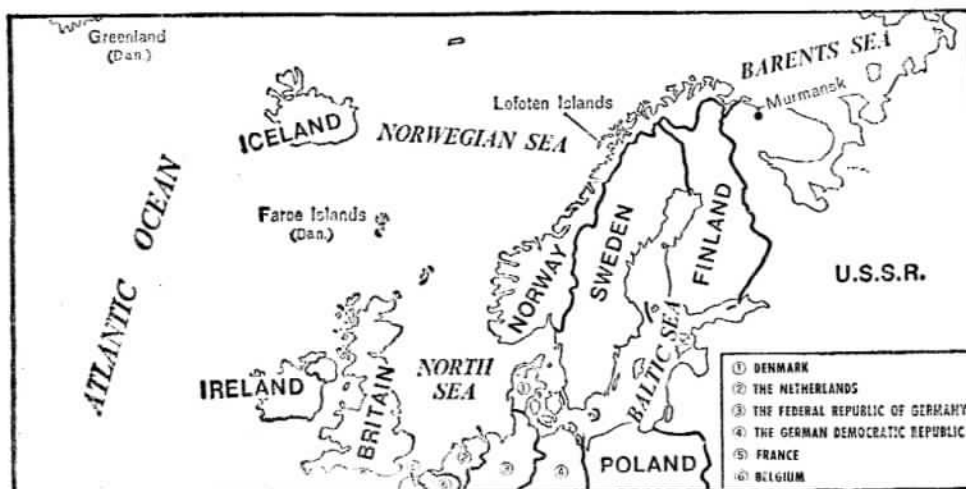 Greenland
(Dan.)
BARENTS SEA
Murmansk
Lofoten Islands
ICELAND
NORWEGIAN SEA
ATLANTIC OCEAN
Faroe Islands
(Dan.)
NORWAY
SWEDEN
FINLAND
U.S.S.R.
BALTIC SEA
NORTH
SEA
IRELAND
BRITAIN
POLAND
① DENMARK
② THE NETHERLANDS
③ THE FEDERAL REPUBLIC OF GERMANY
④ THE GERMAN DEMOCRATIC REPUBLIC
⑤ FRANCE
⑥ BELGIUM